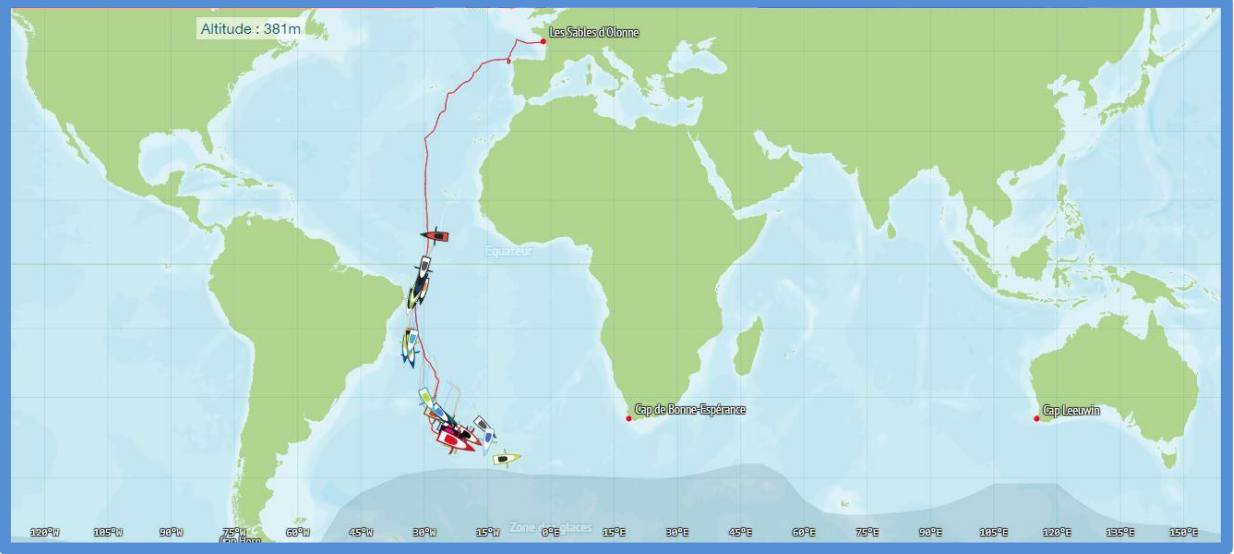 Altitude : 381m
Les Sables d'Olonne
Equateur
Cap de Bonne-Espérance
Cap Leeuwin
Zone des glaces
120°W 105°W 90°W 75°W 60°W 45°W 30°W 15°W 0°E 15°E 30°E 45°E 60°E 75°E 90°E 105°E 120°E 135°E 150°E
Cap Horn